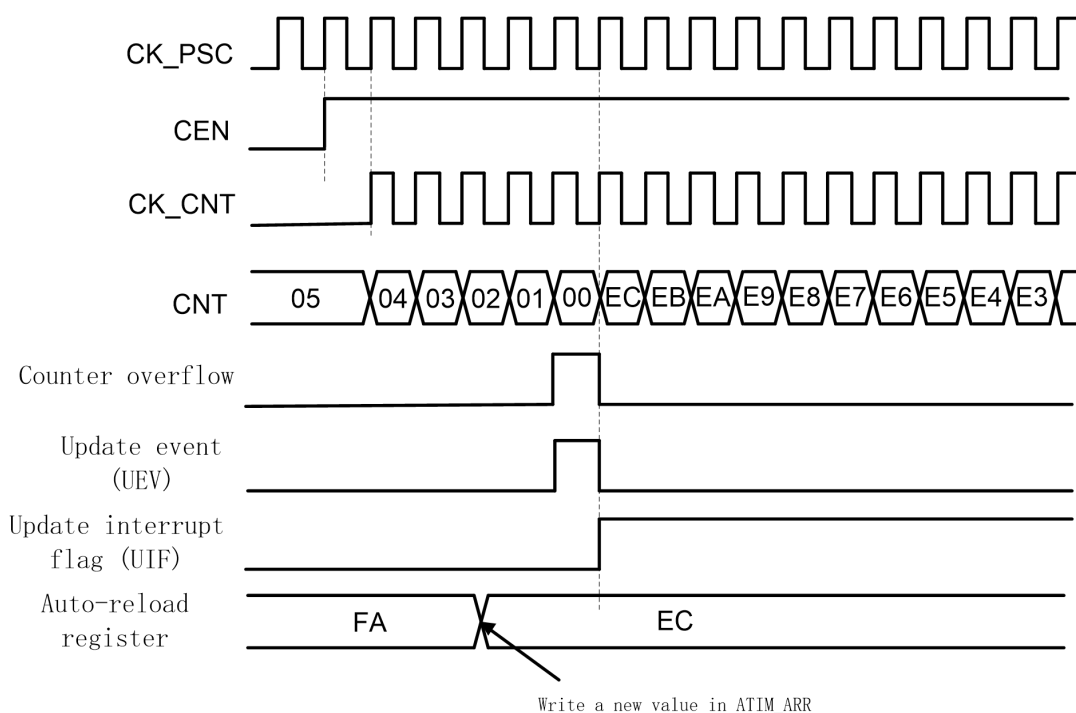 CK_PSC
CEN
CK_CNT
CNT
05 04 03 02 01 00 EC EB EA E9 E8 E7 E6 E5 E4 E3
Counter overflow
Update event
(UEV)
Update interrupt
flag (UIF)
Auto-reload
register
FA
EC
Write a new value in ATIM ARR